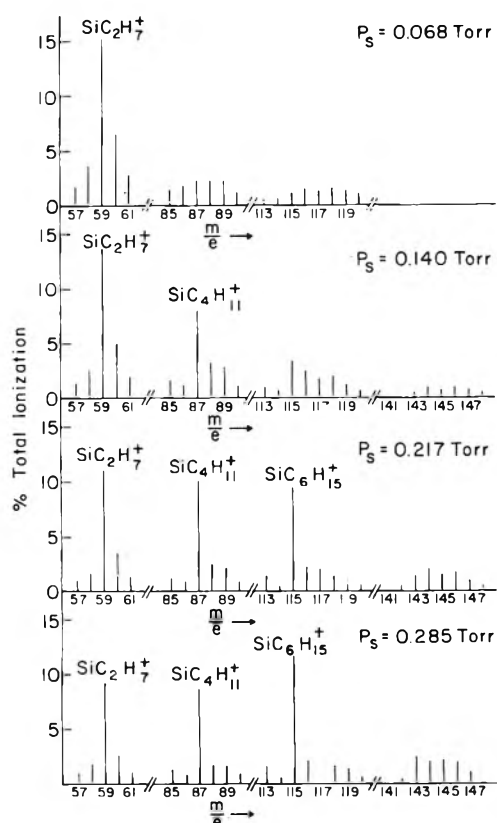 SiC2H7+
Ps = 0.068 Torr
15
10
5
0
57 59 61 85 87 89 113 115 117 119
m/e →
SiC2H7+
Ps = 0.140 Torr
15
SiC4H11+
10
5
0
57 59 61 85 87 89 113 115 117 119 141 143 145 147
m/e →
% Total Ionization
SiC2H7+
SiC4H11+
SiC6H15+
Ps = 0.217 Torr
15
10
5
0
57 59 61 85 87 89 113 115 117 119 141 143 145 147
m/e →
SiC2H7+
SiC4H11+
SiC6H15+
Ps = 0.285 Torr
15
10
5
57 59 61 85 87 89 113 115 117 119 141 143 145 147
m/e →